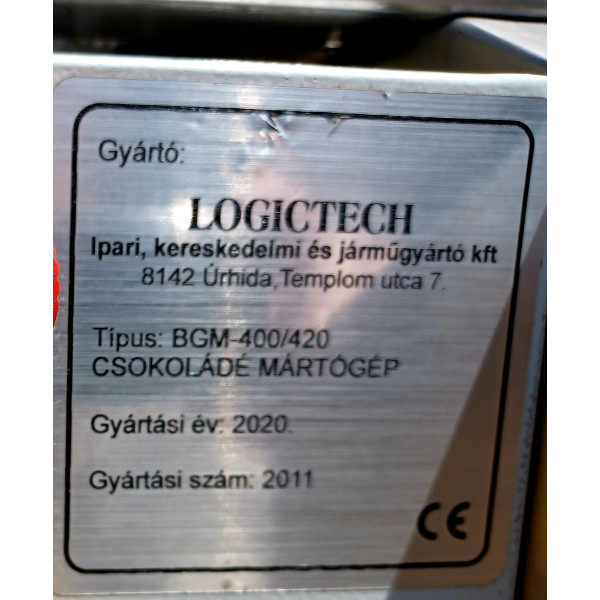 Gyártó:
LOGICTECH
Ipari, kereskedelmi és járműgyártó kft
8142 Úrhida,Templom utca 7.
Típus: BGM-400/420
CSOKOLÁDÉ MÁRTÓGÉP
Gyártási év: 2020.
Gyártási szám: 2011
CE